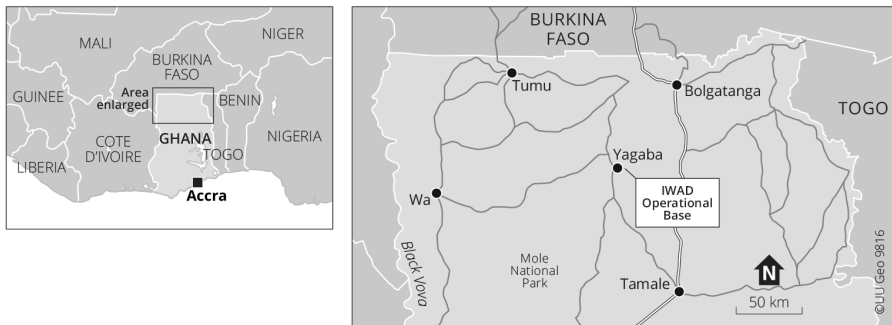 MALI
NIGER
BURKINA
FASO
Area
enlarged
GUINEE
BENIN
GHANA
COTE
D'IVOIRE
TOGO
NIGERIA
LIBERIA
Accra
BURKINA
FASO
Tumu
Bolgatanga
TOGO
Yagaba
IWAD
Operational
Base
Wa
Black Vova
Mole
National
Park
Tamale
N
50 km
©UU Geo 9816